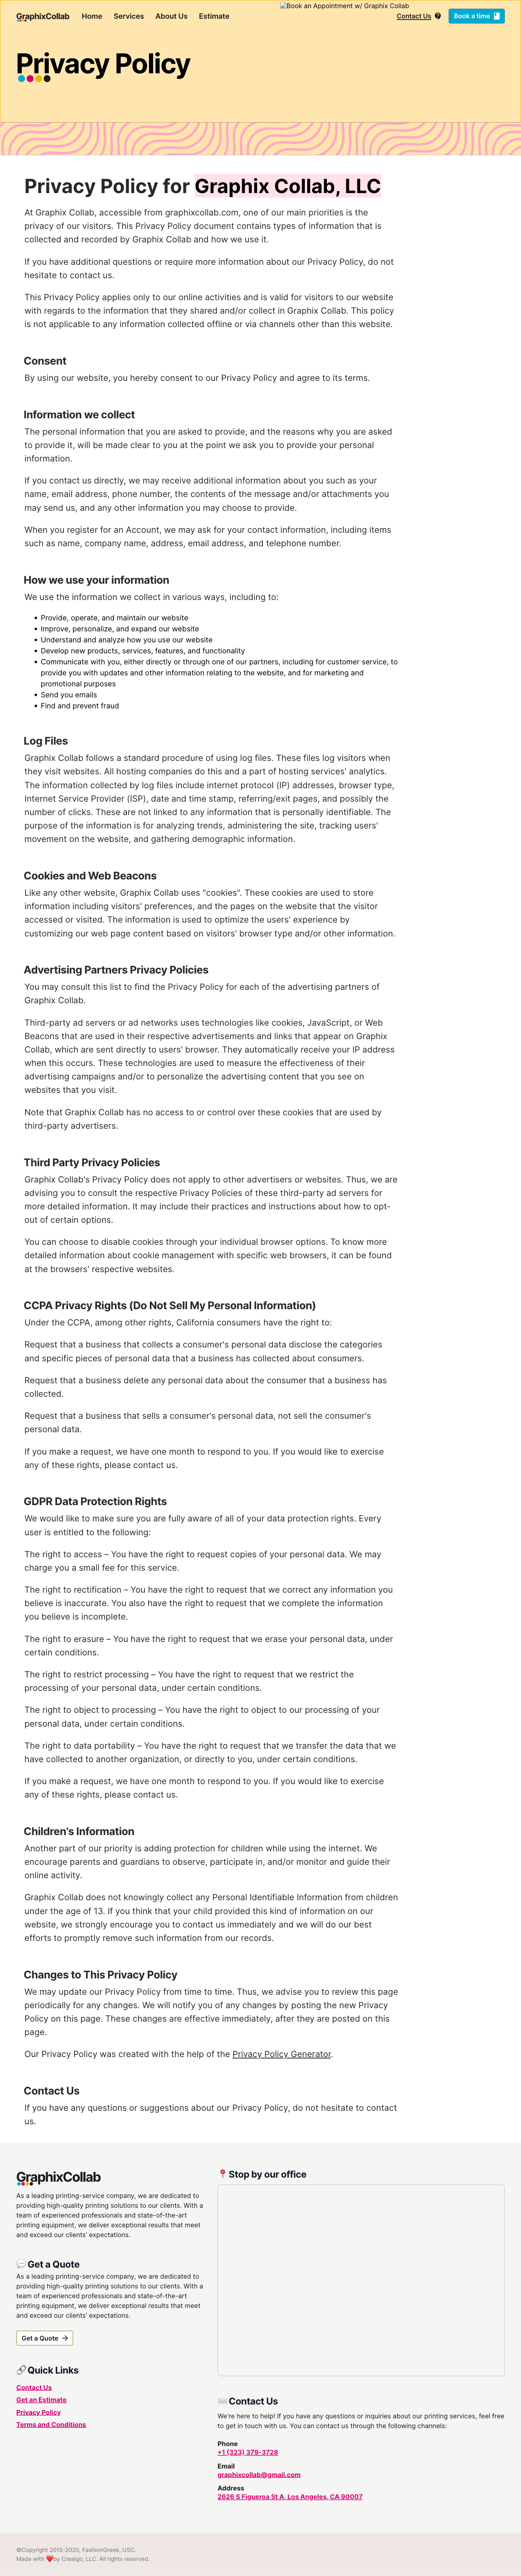 GraphixCollab
Home
Services
About Us
Estimate
Book an Appointment w/ Graphix Collab
Contact Us
Book a time
Privacy Policy
Privacy Policy for Graphix Collab, LLC
At Graphix Collab, accessible from graphixcollab.com, one of our main priorities is the
privacy of our visitors. This Privacy Policy document contains types of information that is
collected and recorded by Graphix Collab and how we use it.
If you have additional questions or require more information about our Privacy Policy, do not
hesitate to contact us.
This Privacy Policy applies only to our online activities and is valid for visitors to our website
with regards to the information that they shared and/or collect in Graphix Collab. This policy
is not applicable to any information collected offline or via channels other than this website.
Consent
By using our website, you hereby consent to our Privacy Policy and agree to its terms.
Information we collect
The personal information that you are asked to provide, and the reasons why you are asked
to provide it, will be made clear to you at the point we ask you to provide your personal
information.
If you contact us directly, we may receive additional information about you such as your
name, email address, phone number, the contents of the message and/or attachments you
may send us, and any other information you may choose to provide.
When you register for an Account, we may ask for your contact information, including items
such as name, company name, address, email address, and telephone number.
How we use your information
We use the information we collect in various ways, including to:
• Provide, operate, and maintain our website
• Improve, personalize, and expand our website
• Understand and analyze how you use our website
• Develop new products, services, features, and functionality
• Communicate with you, either directly or through one of our partners, including for customer service, to
provide you with updates and other information relating to the website, and for marketing and
promotional purposes
• Send you emails
• Find and prevent fraud
Log Files
Graphix Collab follows a standard procedure of using log files. These files log visitors when
they visit websites. All hosting companies do this and a part of hosting services' analytics.
The information collected by log files include internet protocol (IP) addresses, browser type,
Internet Service Provider (ISP), date and time stamp, referring/exit pages, and possibly the
number of clicks. These are not linked to any information that is personally identifiable. The
purpose of the information is for analyzing trends, administering the site, tracking users'
movement on the website, and gathering demographic information.
Cookies and Web Beacons
Like any other website, Graphix Collab uses "cookies". These cookies are used to store
information including visitors' preferences, and the pages on the website that the visitor
accessed or visited. The information is used to optimize the users' experience by
customizing our web page content based on visitors' browser type and/or other information.
Advertising Partners Privacy Policies
You may consult this list to find the Privacy Policy for each of the advertising partners of
Graphix Collab.
Third-party ad servers or ad networks uses technologies like cookies, JavaScript, or Web
Beacons that are used in their respective advertisements and links that appear on Graphix
Collab, which are sent directly to users' browser. They automatically receive your IP address
when this occurs. These technologies are used to measure the effectiveness of their
advertising campaigns and/or to personalize the advertising content that you see on
websites that you visit.
Note that Graphix Collab has no access to or control over these cookies that are used by
third-party advertisers.
Third Party Privacy Policies
Graphix Collab's Privacy Policy does not apply to other advertisers or websites. Thus, we are
advising you to consult the respective Privacy Policies of these third-party ad servers for
more detailed information. It may include their practices and instructions about how to opt-
out of certain options.
You can choose to disable cookies through your individual browser options. To know more
detailed information about cookie management with specific web browsers, it can be found
at the browsers' respective websites.
CCPA Privacy Rights (Do Not Sell My Personal Information)
Under the CCPA, among other rights, California consumers have the right to:
Request that a business that collects a consumer's personal data disclose the categories
and specific pieces of personal data that a business has collected about consumers.
Request that a business delete any personal data about the consumer that a business has
collected.
Request that a business that sells a consumer's personal data, not sell the consumer's
personal data.
If you make a request, we have one month to respond to you. If you would like to exercise
any of these rights, please contact us.
GDPR Data Protection Rights
We would like to make sure you are fully aware of all of your data protection rights. Every
user is entitled to the following:
The right to access – You have the right to request copies of your personal data. We may
charge you a small fee for this service.
The right to rectification – You have the right to request that we correct any information you
believe is inaccurate. You also have the right to request that we complete the information
you believe is incomplete.
The right to erasure – You have the right to request that we erase your personal data, under
certain conditions.
The right to restrict processing – You have the right to request that we restrict the
processing of your personal data, under certain conditions.
The right to object to processing – You have the right to object to our processing of your
personal data, under certain conditions.
The right to data portability – You have the right to request that we transfer the data that we
have collected to another organization, or directly to you, under certain conditions.
If you make a request, we have one month to respond to you. If you would like to exercise
any of these rights, please contact us.
Children's Information
Another part of our priority is adding protection for children while using the internet. We
encourage parents and guardians to observe, participate in, and/or monitor and guide their
online activity.
Graphix Collab does not knowingly collect any Personal Identifiable Information from children
under the age of 13. If you think that your child provided this kind of information on our
website, we strongly encourage you to contact us immediately and we will do our best
efforts to promptly remove such information from our records.
Changes to This Privacy Policy
We may update our Privacy Policy from time to time. Thus, we advise you to review this page
periodically for any changes. We will notify you of any changes by posting the new Privacy
Policy on this page. These changes are effective immediately, after they are posted on this
page.
Our Privacy Policy was created with the help of the Privacy Policy Generator.
Contact Us
If you have any questions or suggestions about our Privacy Policy, do not hesitate to contact
us.
GraphixCollab
As a leading printing-service company, we are dedicated to
providing high-quality printing solutions to our clients. With a
team of experienced professionals and state-of-the-art
printing equipment, we deliver exceptional results that meet
and exceed our clients' expectations.
Get a Quote
As a leading printing-service company, we are dedicated to
providing high-quality printing solutions to our clients. With a
team of experienced professionals and state-of-the-art
printing equipment, we deliver exceptional results that meet
and exceed our clients' expectations.
Get a Quote →
Quick Links
Contact Us
Get an Estimate
Privacy Policy
Terms and Conditions
Stop by our office
Contact Us
We're here to help! If you have any questions or inquiries about our printing services, feel free
to get in touch with us. You can contact us through the following channels:
Phone
+1 (323) 379-3728
Email
graphixcollab@gmail.com
Address
2626 S Figueroa St A, Los Angeles, CA 90007
©Copyright 2015-2020, FashionGreek, USC.
Made with ❤️by Crealgo, LLC. All rights reserved.